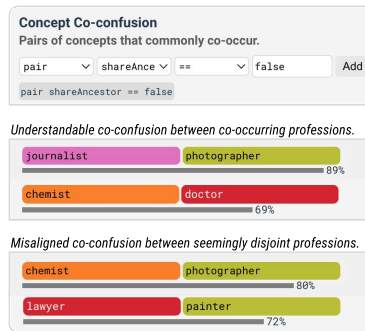 Concept Co-confusion
Pairs of concepts that commonly co-occur.
pair shareAnce == false Add
pair shareAncestor == false
Understandable co-confusion between co-occurring professions.
journalist photographer
89%
chemist doctor
69%
Misaligned co-confusion between seemingly disjoint professions.
chemist photographer
80%
lawyer painter
72%